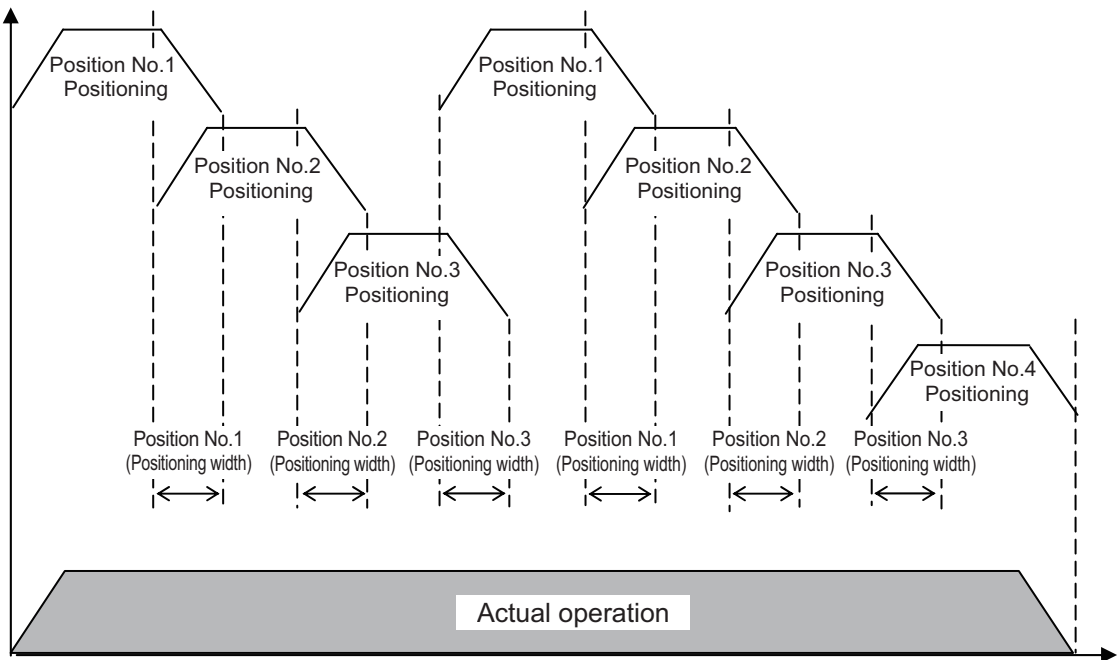 Position No.1
Positioning
Position No.1
Positioning
Position No.2
Positioning
Position No.2
Positioning
Position No.3
Positioning
Position No.3
Positioning
Position No.4
Positioning
Position No.1
(Positioning width)
Position No.2
(Positioning width)
Position No.3
(Positioning width)
Position No.1
(Positioning width)
Position No.2
(Positioning width)
Position No.3
(Positioning width)
Actual operation